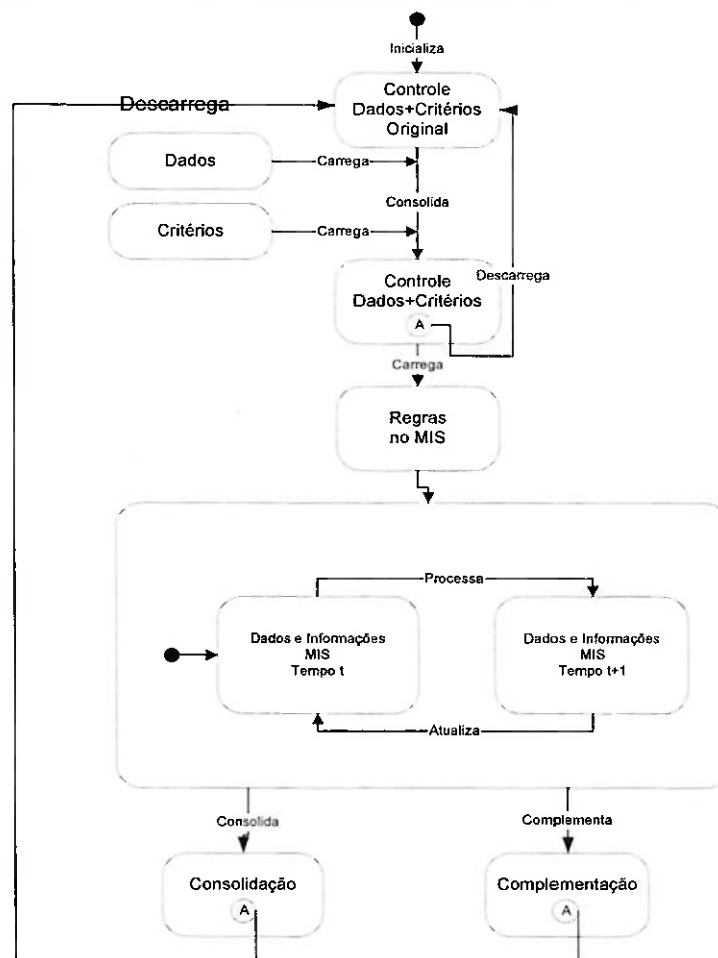 Inicializa
Controle
Dados+Critérios
Original
Descarrega
Dados
Carrega
Consolida
Critérios
Carrega
Controle
Dados+Critérios
A
Descarrega
Carrega
Regras
no MIS
Processa
Dados e Informações
MIS
Tempo t
Dados e Informações
MIS
Tempo t+1
Atualiza
Consolida
Complementa
Consolidação
A
Complementação
A